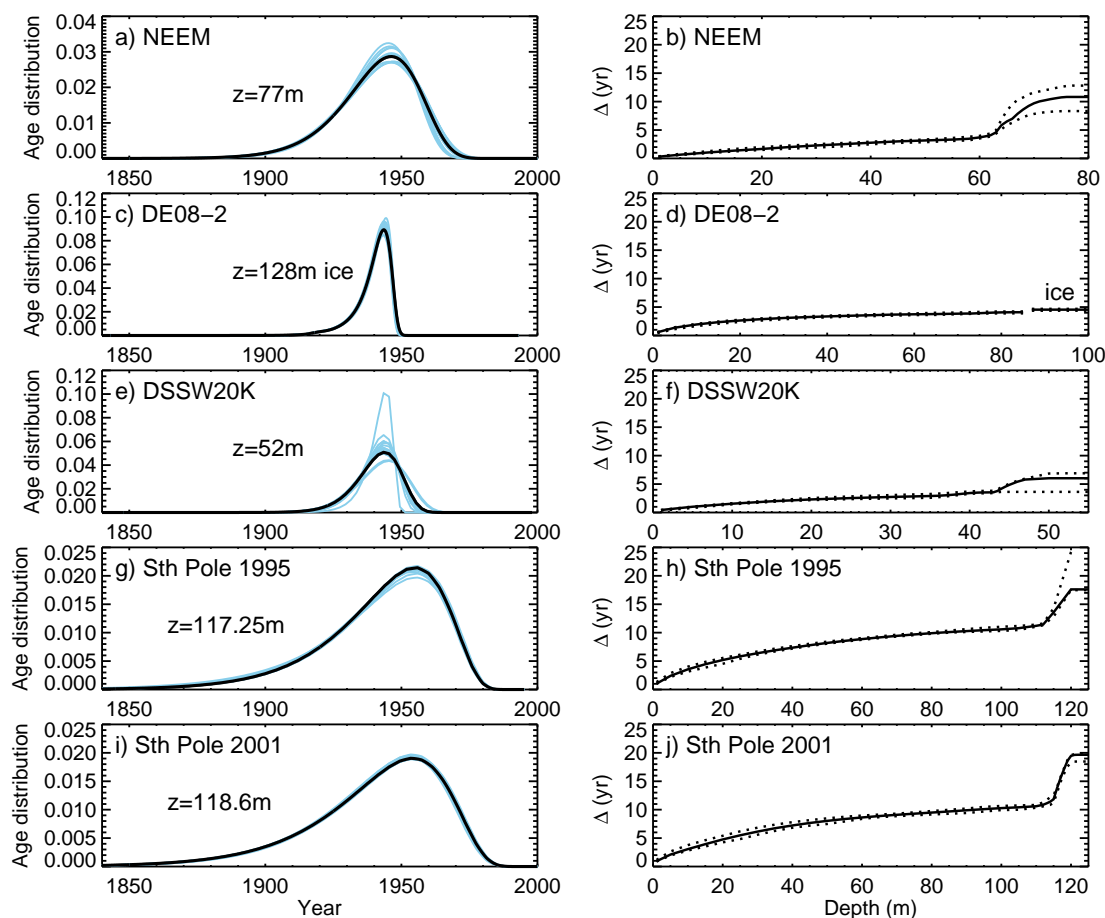 a) NEEM
z=77m
Age distribution
0.04
0.03
0.02
0.01
0.00
1840 1900 1950 2000
b) NEEM
Δ (yr)
25
20
15
10
5
0
0 20 40 60 80
c) DE08–2
z=128m ice
Age distribution
0.12
0.10
0.08
0.06
0.04
0.02
0.00
1840 1900 1950 2000
d) DE08–2
ice
Δ (yr)
25
20
15
10
5
0
0 20 40 60 80 100
e) DSSW20K
z=52m
Age distribution
0.12
0.10
0.08
0.06
0.04
0.02
0.00
1840 1900 1950 2000
f) DSSW20K
Δ (yr)
25
20
15
10
5
0
0 10 20 30 40 50
g) Sth Pole 1995
z=117.25m
Age distribution
0.025
0.020
0.015
0.010
0.005
0.000
1840 1900 1950 2000
h) Sth Pole 1995
Δ (yr)
25
20
15
10
5
0
0 20 40 60 80 100 120
i) Sth Pole 2001
z=118.6m
Age distribution
0.025
0.020
0.015
0.010
0.005
0.000
1840 1900 1950 2000
Year
j) Sth Pole 2001
Δ (yr)
25
20
15
10
5
0
0 20 40 60 80 100 120
Depth (m)